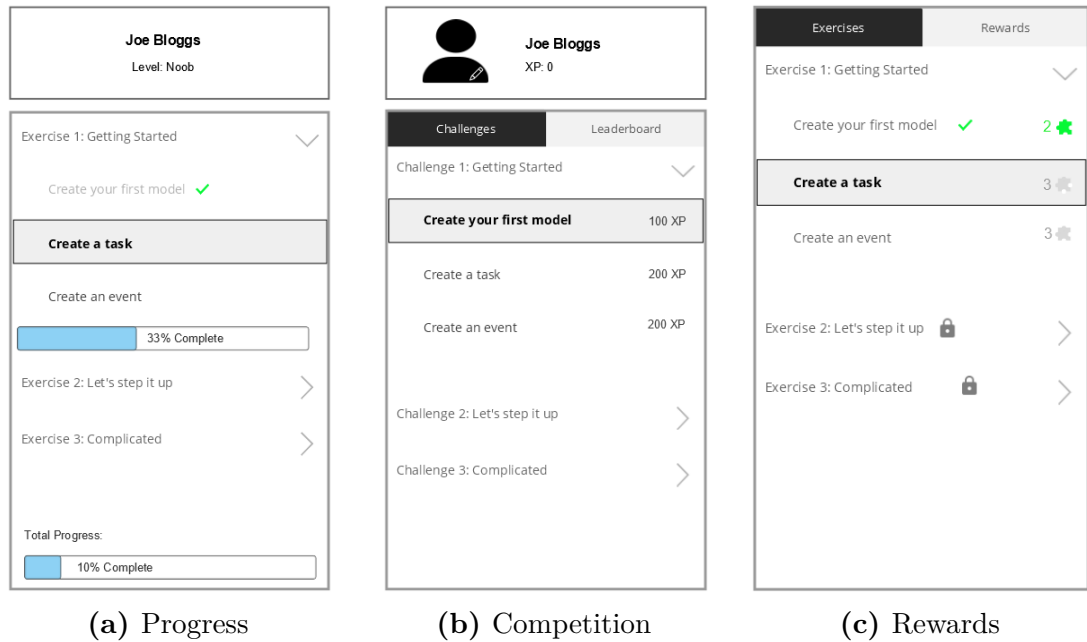 Joe Bloggs
Level: Noob
Exercise 1: Getting Started
Create your first model
Create a task
Create an event
33% Complete
Exercise 2: Let's step it up
Exercise 3: Complicated
Total Progress:
10% Complete
(a) Progress
Joe Bloggs
XP: 0
Challenges Leaderboard
Challenge 1: Getting Started
Create your first model 100 XP
Create a task 200 XP
Create an event 200 XP
Challenge 2: Let's step it up
Challenge 3: Complicated
(b) Competition
Exercises Rewards
Exercise 1: Getting Started
Create your first model 2
Create a task 3
Create an event 3
Exercise 2: Let's step it up
Exercise 3: Complicated
(c) Rewards